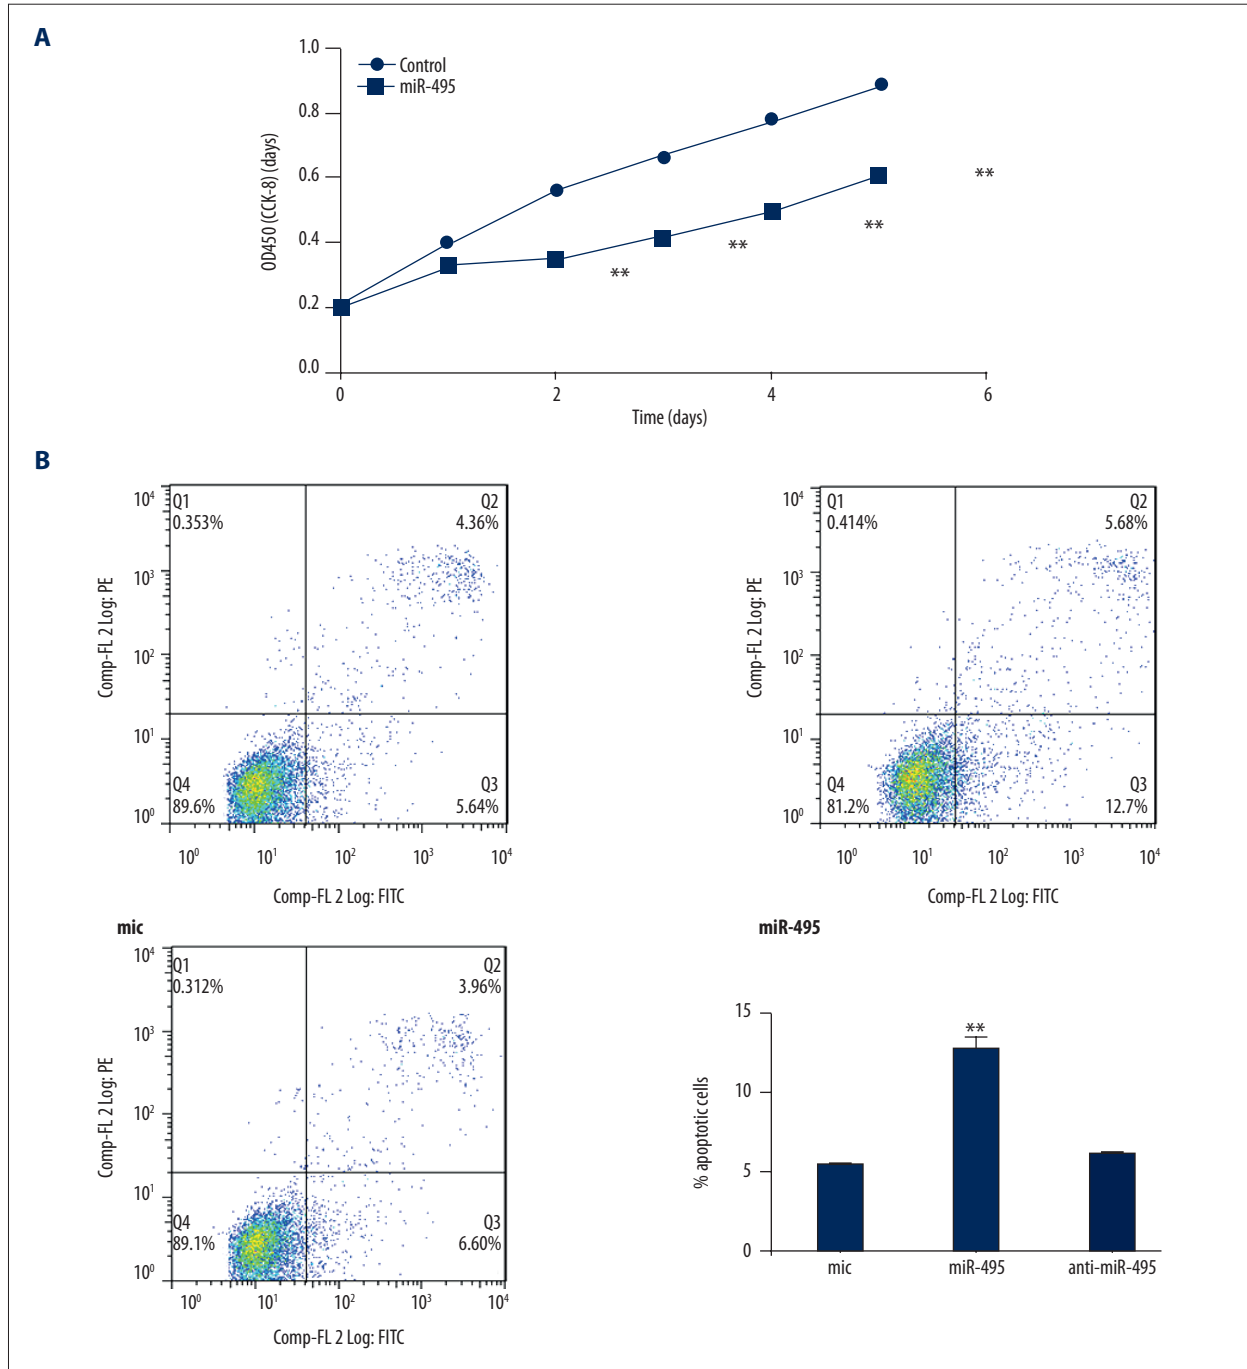 A
1.0
0.8
0.6
0.4
0.2
0.0
OD450 (CCK-8) (days)
Control
miR-495
**
**
**
**
0
2
4
6
Time (days)
B
10⁴
10³
10²
10¹
10⁰
Comp-FL 2 Log: PE
Q1
0.353%
Q2
4.36%
Q4
89.6%
Q3
5.64%
10⁰
10¹
10²
10³
10⁴
Comp-FL 2 Log: FITC
mic
10⁴
10³
10²
10¹
10⁰
Comp-FL 2 Log: PE
Q1
0.414%
Q2
5.68%
Q4
81.2%
Q3
12.7%
10⁰
10¹
10²
10³
10⁴
Comp-FL 2 Log: FITC
miR-495
10⁴
10³
10²
10¹
10⁰
Comp-FL 2 Log: PE
Q1
0.312%
Q2
3.96%
Q4
89.1%
Q3
6.60%
10⁰
10¹
10²
10³
10⁴
Comp-FL 2 Log: FITC
15
10
5
0
% apoptotic cells
**
mic
miR-495
anti-miR-495